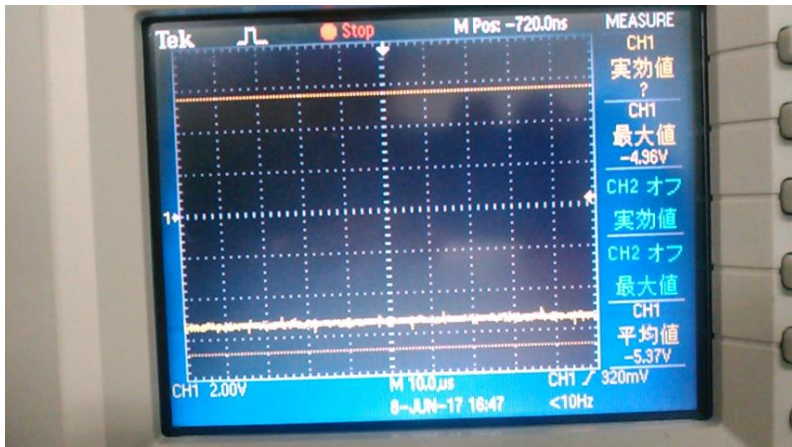 Tek Stop M Pos: -720.0ns MEASURE
CH1
実効値
?
CH1
最大値
-4.96V
CH2 オフ
実効値
CH2 オフ
最大値
CH1
平均値
-5.37V
1
CH1 2.00V M 10.0µs CH1 320mV
8-JUN-17 16:47 <10Hz